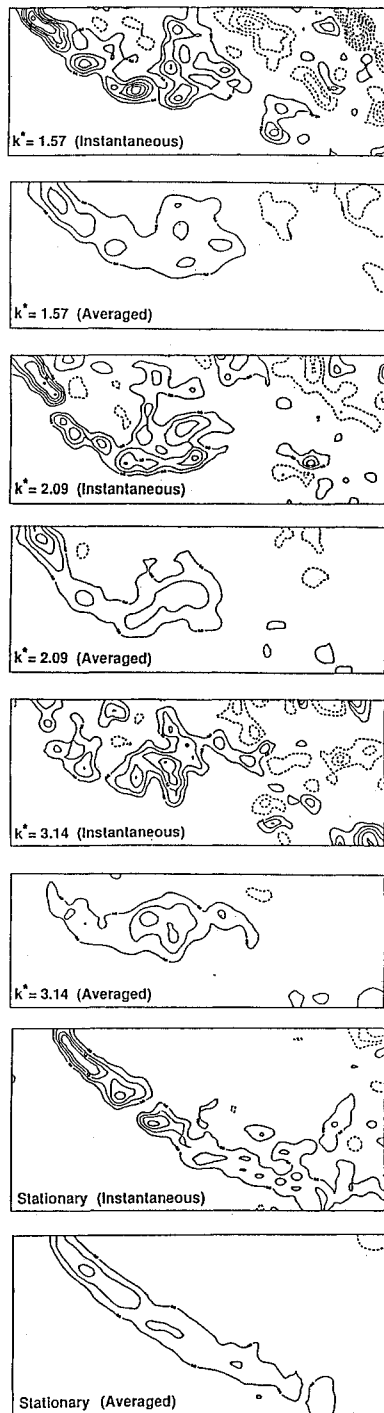 k* = 1.57 (Instantaneous)
k* = 1.57 (Averaged)
k* = 2.09 (Instantaneous)
k* = 2.09 (Averaged)
k* = 3.14 (Instantaneous)
k* = 3.14 (Averaged)
Stationary (Instantaneous)
Stationary (Averaged)